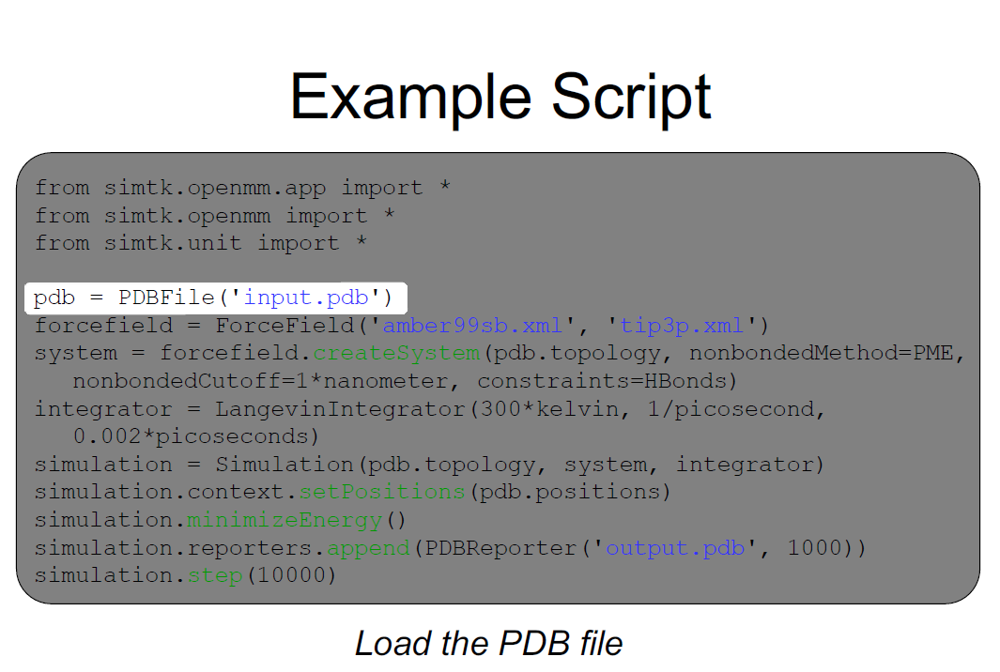 Example Script
from simtk.openmm.app import *
from simtk.openmm import *
from simtk.unit import *
pdb = PDBFile('input.pdb')
forcefield = ForceField('amber99sb.xml', 'tip3p.xml')
system = forcefield.createSystem(pdb.topology, nonbondedMethod=PME,
nonbondedCutoff=1*nanometer, constraints=HBonds)
integrator = LangevinIntegrator(300*kelvin, 1/picosecond,
0.002*picoseconds)
simulation = Simulation(pdb.topology, system, integrator)
simulation.context.setPositions(pdb.positions)
simulation.minimizeEnergy()
simulation.reporters.append(PDBReporter('output.pdb', 1000))
simulation.step(10000)
Load the PDB file